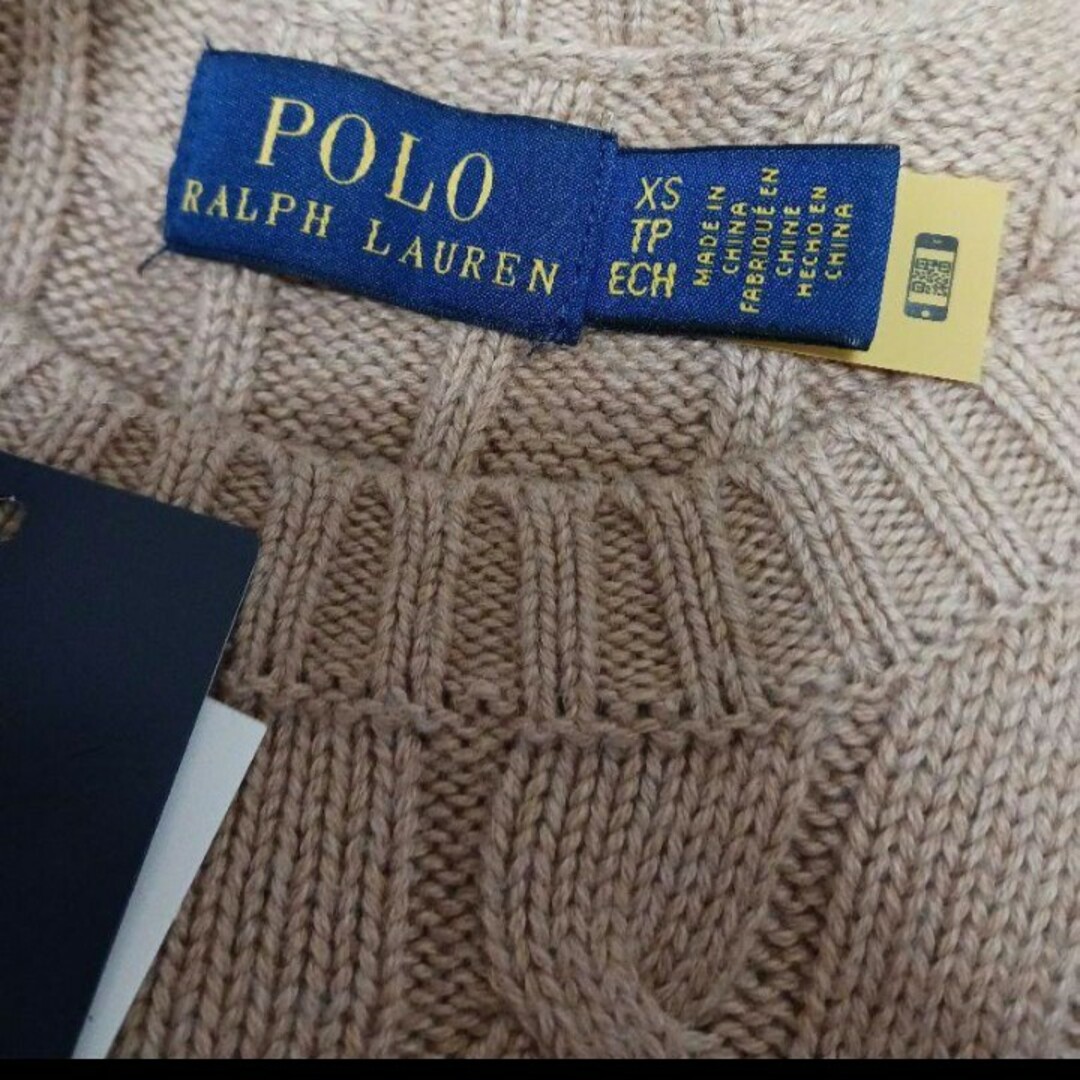 POLO
RALPH LAUREN
XS
TP
ECH
MADE IN
CHINA
FABRIQUÉ EN
CHINE
HECHO EN
CHINA